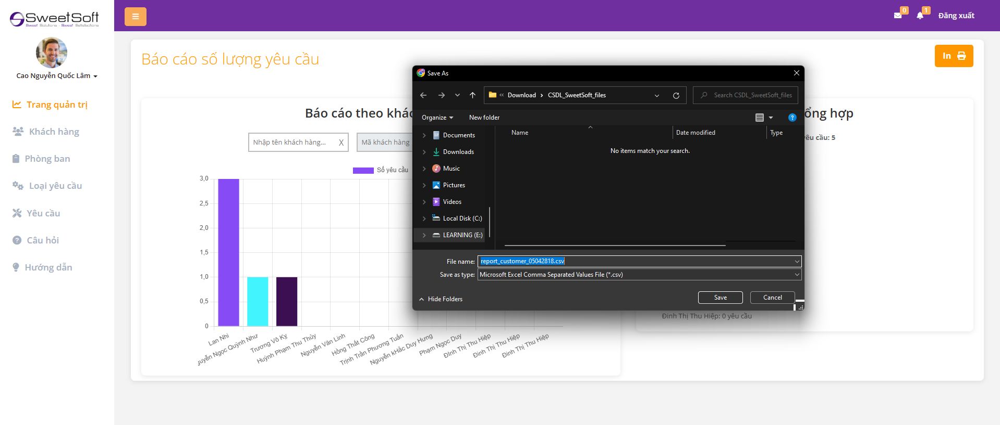 SweetSoft
Sweet Solutions - Sweet Satisfactions
Cao Nguyễn Quốc Lâm
Trang quản trị
Khách hàng
Phòng ban
Loại yêu cầu
Yêu cầu
Câu hỏi
Hướng dẫn
0
1
Đăng xuất
Báo cáo số lượng yêu cầu
In
Báo cáo theo khác
ổng hợp
Nhập tên khách hàng...
X
Mã khách hàng
yêu cầu: 5
Số yêu cầu
3,0
2,5
2,0
1,5
1,0
0,5
0
Lan Nhi
guyễn Ngọc Quỳnh Như
Trương Vô Kỵ
Huỳnh Phạm Thu Thủy
Nguyễn Văn Linh
Hồng Thất Công
Trịnh Trần Phương Tuấn
Nguyễn kHắc Duy Hưng
Phạm Ngọc Duy
Đinh Thị Thu Hiệp
Đinh Thị Thu Hiệp
Đinh Thị Thu Hiệp
Đinh Thị Thu Hiệp: 0 yêu cầu
Save As
Download
CSDL_SweetSoft_files
Search CSDL_SweetSoft_files
Organize
New folder
?
Documents
Downloads
Music
Pictures
Videos
Local Disk (C:)
LEARNING (E:)
Name
Date modified
Type
No items match your search.
File name: report_customer_05042818.csv
Save as type: Microsoft Excel Comma Separated Values File (*.csv)
Hide Folders
Save
Cancel